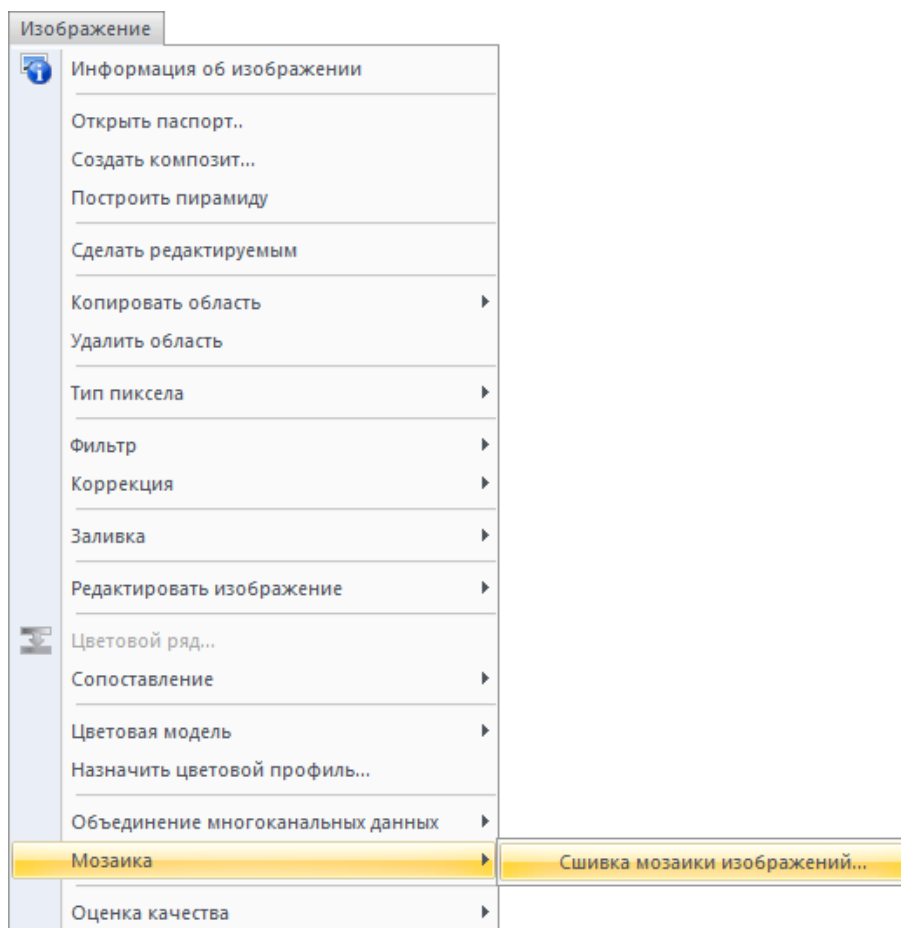 Изображение
Информация об изображении
Открыть паспорт..
Создать композит...
Построить пирамиду
Сделать редактируемым
Копировать область
Удалить область
Тип пиксела
Фильтр
Коррекция
Заливка
Редактировать изображение
Цветовой ряд...
Сопоставление
Цветовая модель
Назначить цветовой профиль...
Объединение многоканальных данных
Мозаика
Сшивка мозаики изображений...
Оценка качества